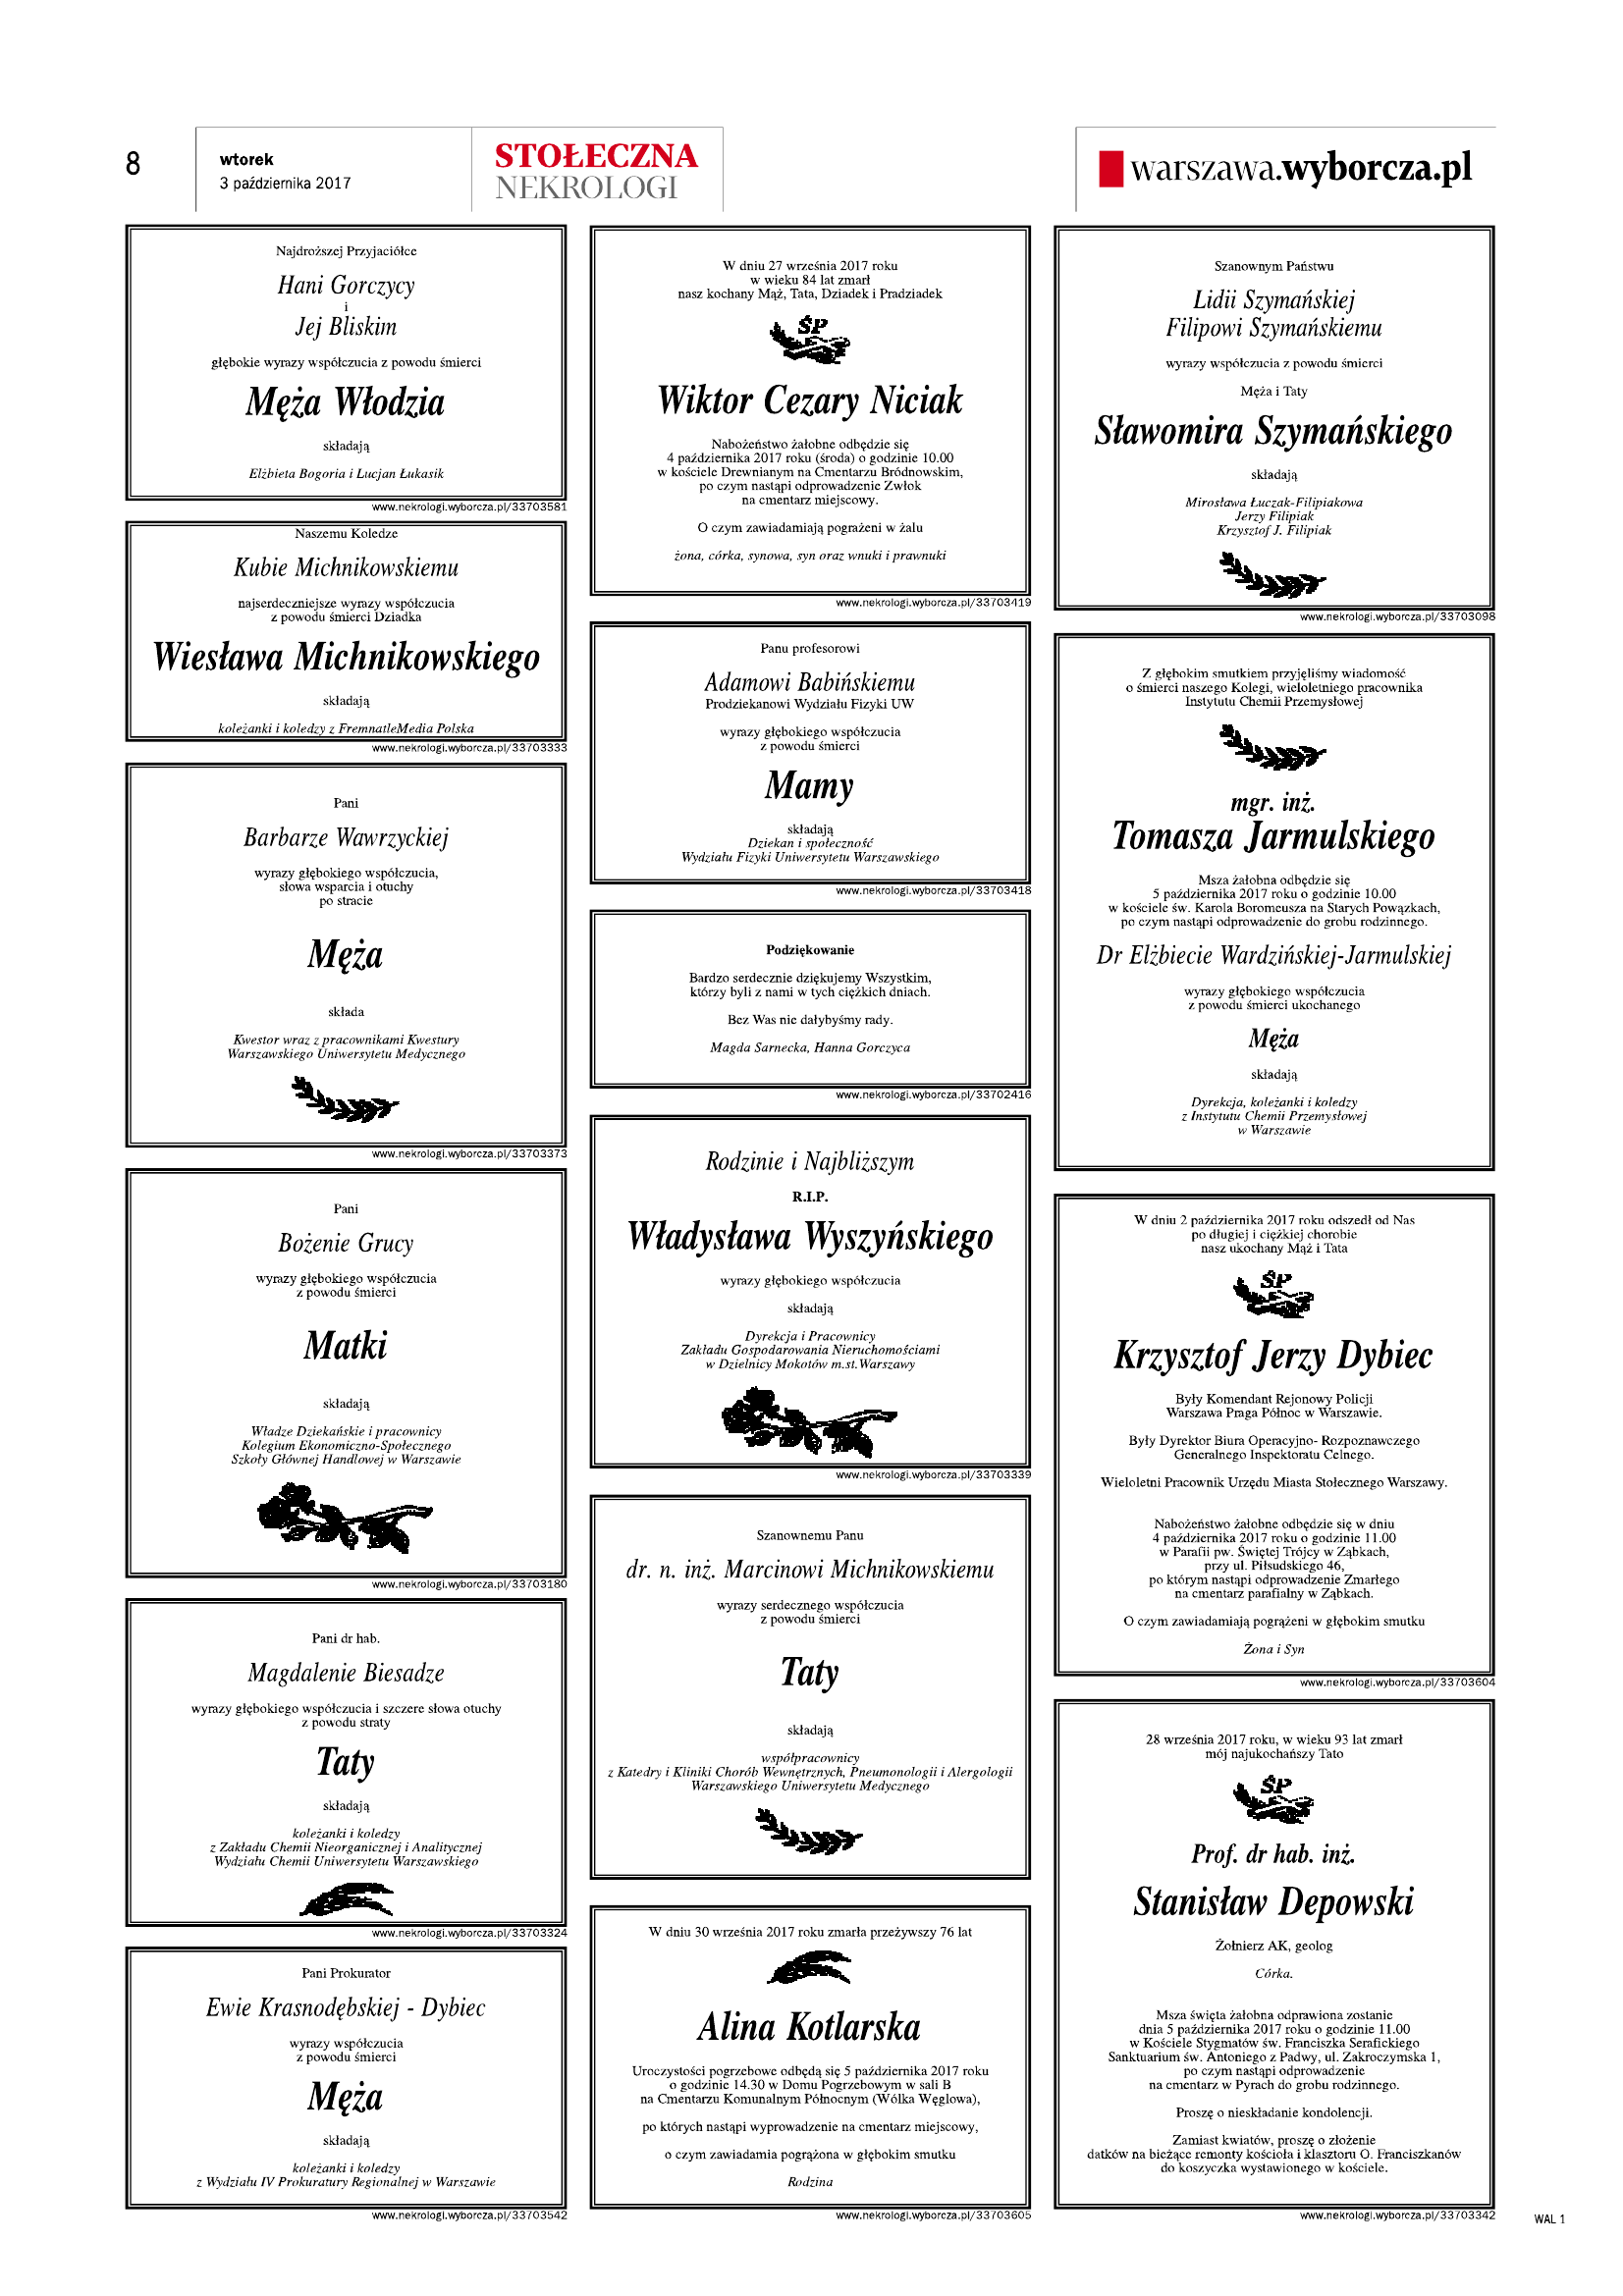 8
wtorek
3 października 2017
STOŁECZNA
NEKROLOGI
warszawa.wyborcza.pl
Najdroższej Przyjaciółce
Hani Gorczycy
i
Jej Bliskim
głębokie wyrazy współczucia z powodu śmierci
Męża Włodzia
składają
Elżbieta Bogoria i Lucjan Łukasik
www.nekrologi.wyborcza.pl/33703581
Naszemu Koledze
Kubie Michnikowskiemu
najserdeczniejsze wyrazy współczucia
z powodu śmierci Dziadka
Wiesława Michnikowskiego
składają
koleżanki i koledzy z FremnatleMedia Polska
www.nekrologi.wyborcza.pl/33703333
Pani
Barbarze Wawrzyckiej
wyrazy głębokiego współczucia,
słowa wsparcia i otuchy
po stracie
Męża
składa
Kwestor wraz z pracownikami Kwestury
Warszawskiego Uniwersytetu Medycznego
www.nekrologi.wyborcza.pl/33703373
Pani
Bożenie Grucy
wyrazy głębokiego współczucia
z powodu śmierci
Matki
składają
Władze Dziekańskie i pracownicy
Kolegium Ekonomiczno-Społecznego
Szkoły Głównej Handlowej w Warszawie
www.nekrologi.wyborcza.pl/33703180
Pani dr hab.
Magdalenie Biesadze
wyrazy głębokiego współczucia i szczere słowa otuchy
z powodu straty
Taty
składają
koleżanki i koledzy
z Zakładu Chemii Nieorganicznej i Analitycznej
Wydziału Chemii Uniwersytetu Warszawskiego
www.nekrologi.wyborcza.pl/33703324
Pani Prokurator
Ewie Krasnodębskiej - Dybiec
wyrazy współczucia
z powodu śmierci
Męża
składają
koleżanki i koledzy
z Wydziału IV Prokuratury Regionalnej w Warszawie
www.nekrologi.wyborcza.pl/33703542
W dniu 27 września 2017 roku
w wieku 84 lat zmarł
nasz kochany Mąż, Tata, Dziadek i Pradziadek
ŚP
Wiktor Cezary Niciak
Nabożeństwo żałobne odbędzie się
4 października 2017 roku (środa) o godzinie 10.00
w kościele Drewnianym na Cmentarzu Bródnowskim,
po czym nastąpi odprowadzenie Zwłok
na cmentarz miejscowy.
O czym zawiadamiają pogrążeni w żalu
żona, córka, synowa, syn oraz wnuki i prawnuki
www.nekrologi.wyborcza.pl/33703419
Panu profesorowi
Adamowi Babińskiemu
Prodziekanowi Wydziału Fizyki UW
wyrazy głębokiego współczucia
z powodu śmierci
Mamy
składają
Dziekan i społeczność
Wydziału Fizyki Uniwersytetu Warszawskiego
www.nekrologi.wyborcza.pl/33703418
Podziękowanie
Bardzo serdecznie dziękujemy Wszystkim,
którzy byli z nami w tych ciężkich dniach.
Bez Was nie dałybyśmy rady.
Magda Sarnecka, Hanna Gorczyca
www.nekrologi.wyborcza.pl/33702416
Rodzinie i Najbliższym
R.I.P.
Władysława Wyszyńskiego
wyrazy głębokiego współczucia
składają
Dyrekcja i Pracownicy
Zakładu Gospodarowania Nieruchomościami
w Dzielnicy Mokotów m.st.Warszawy
www.nekrologi.wyborcza.pl/33703339
Szanownemu Panu
dr. n. inż. Marcinowi Michnikowskiemu
wyrazy serdecznego współczucia
z powodu śmierci
Taty
składają
współpracownicy
z Katedry i Kliniki Chorób Wewnętrznych, Pneumonologii i Alergologii
Warszawskiego Uniwersytetu Medycznego
W dniu 30 września 2017 roku zmarła przeżywszy 76 lat
Alina Kotlarska
Uroczystości pogrzebowe odbędą się 5 października 2017 roku
o godzinie 14.30 w Domu Pogrzebowym w sali B
na Cmentarzu Komunalnym Północnym (Wólka Węglowa),
po których nastąpi wyprowadzenie na cmentarz miejscowy,
o czym zawiadamia pogrążona w głębokim smutku
Rodzina
www.nekrologi.wyborcza.pl/33703605
Szanownym Państwu
Lidii Szymańskiej
Filipowi Szymańskiemu
wyrazy współczucia z powodu śmierci
Męża i Taty
Sławomira Szymańskiego
składają
Mirosława Łuczak-Filipiakowa
Jerzy Filipiak
Krzysztof J. Filipiak
www.nekrologi.wyborcza.pl/33703098
Z głębokim smutkiem przyjęliśmy wiadomość
o śmierci naszego Kolegi, wieloletniego pracownika
Instytutu Chemii Przemysłowej
mgr. inż.
Tomasza Jarmulskiego
Msza żałobna odbędzie się
5 października 2017 roku o godzinie 10.00
w kościele św. Karola Boromeusza na Starych Powązkach,
po czym nastąpi odprowadzenie do grobu rodzinnego.
Dr Elżbiecie Wardzińskiej-Jarmulskiej
wyrazy głębokiego współczucia
z powodu śmierci ukochanego
Męża
składają
Dyrekcja, koleżanki i koledzy
z Instytutu Chemii Przemysłowej
w Warszawie
W dniu 2 października 2017 roku odszedł od Nas
po długiej i ciężkiej chorobie
nasz ukochany Mąż i Tata
ŚP
Krzysztof Jerzy Dybiec
Były Komendant Rejonowy Policji
Warszawa Praga Północ w Warszawie.
Były Dyrektor Biura Operacyjno- Rozpoznawczego
Generalnego Inspektoratu Celnego.
Wieloletni Pracownik Urzędu Miasta Stołecznego Warszawy.
Nabożeństwo żałobne odbędzie się w dniu
4 października 2017 roku o godzinie 11.00
w Parafii pw. Świętej Trójcy w Ząbkach,
przy ul. Piłsudskiego 46,
po którym nastąpi odprowadzenie Zmarłego
na cmentarz parafialny w Ząbkach.
O czym zawiadamiają pogrążeni w głębokim smutku
Żona i Syn
www.nekrologi.wyborcza.pl/33703604
28 września 2017 roku, w wieku 93 lat zmarł
mój najukochańszy Tato
ŚP
Prof. dr hab. inż.
Stanisław Depowski
Żołnierz AK, geolog
Córka.
Msza święta żałobna odprawiona zostanie
dnia 5 października 2017 roku o godzinie 11.00
w Kościele Stygmatów św. Franciszka Serafickiego
Sanktuarium św. Antoniego z Padwy, ul. Zakroczymska 1,
po czym nastąpi odprowadzenie
na cmentarz w Pyrach do grobu rodzinnego.
Proszę o nieskładanie kondolencji.
Zamiast kwiatów, proszę o złożenie
datków na bieżące remonty kościoła i klasztoru O. Franciszkanów
do koszyczka wystawionego w kościele.
www.nekrologi.wyborcza.pl/33703342
WAL 1